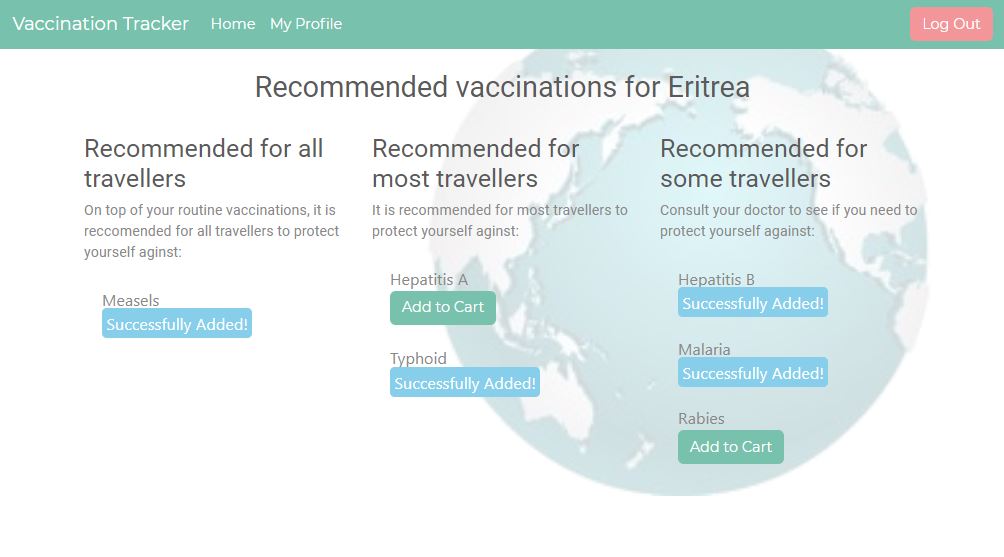 Vaccination Tracker Home My Profile Log Out
Recommended vaccinations for Eritrea
Recommended for all
travellers
On top of your routine vaccinations, it is
reccomended for all travellers to protect
yourself aginst:
Measels
Successfully Added!
Recommended for
most travellers
It is recommended for most travellers to
protect yourself aginst:
Hepatitis A
Add to Cart
Typhoid
Successfully Added!
Recommended for
some travellers
Consult your doctor to see if you need to
protect yourself against:
Hepatitis B
Successfully Added!
Malaria
Successfully Added!
Rabies
Add to Cart